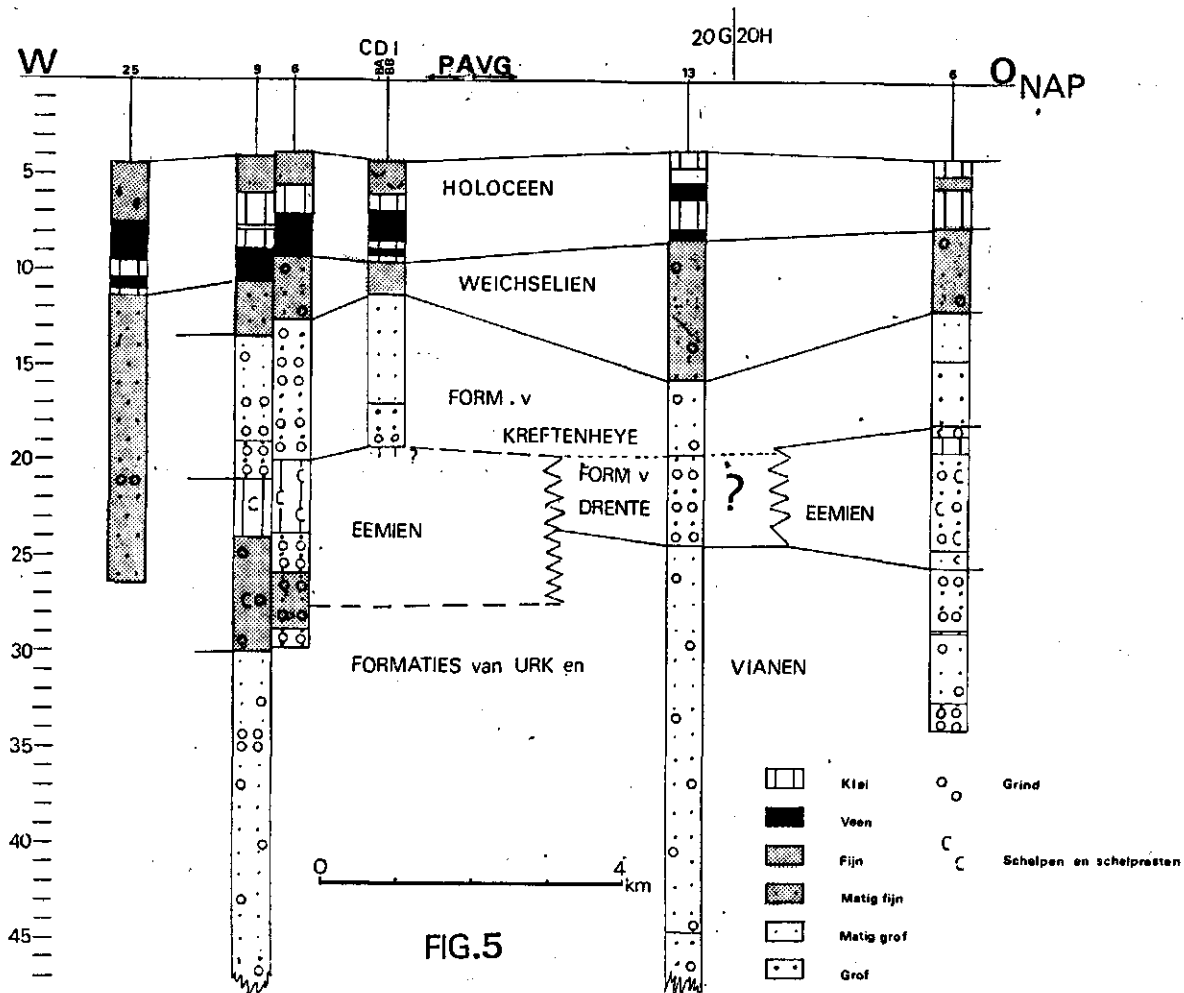 W
25
9
6
CD1
BA
BB
PAVG
20G 20H
13
6
O NAP
5
10
15
20
25
30
35
40
45
HOLOCEEN
WEICHSELIEN
FORM . v
KREFTENHEYE
?
FORM v
DRENTE
?
EEMIEN
EEMIEN
FORMATIES van URK en
VIANEN
0
4
km
FIG.5
Klei
Veen
Fijn
Matig fijn
Matig grof
Grof
Grind
Schelpen en schelpresten